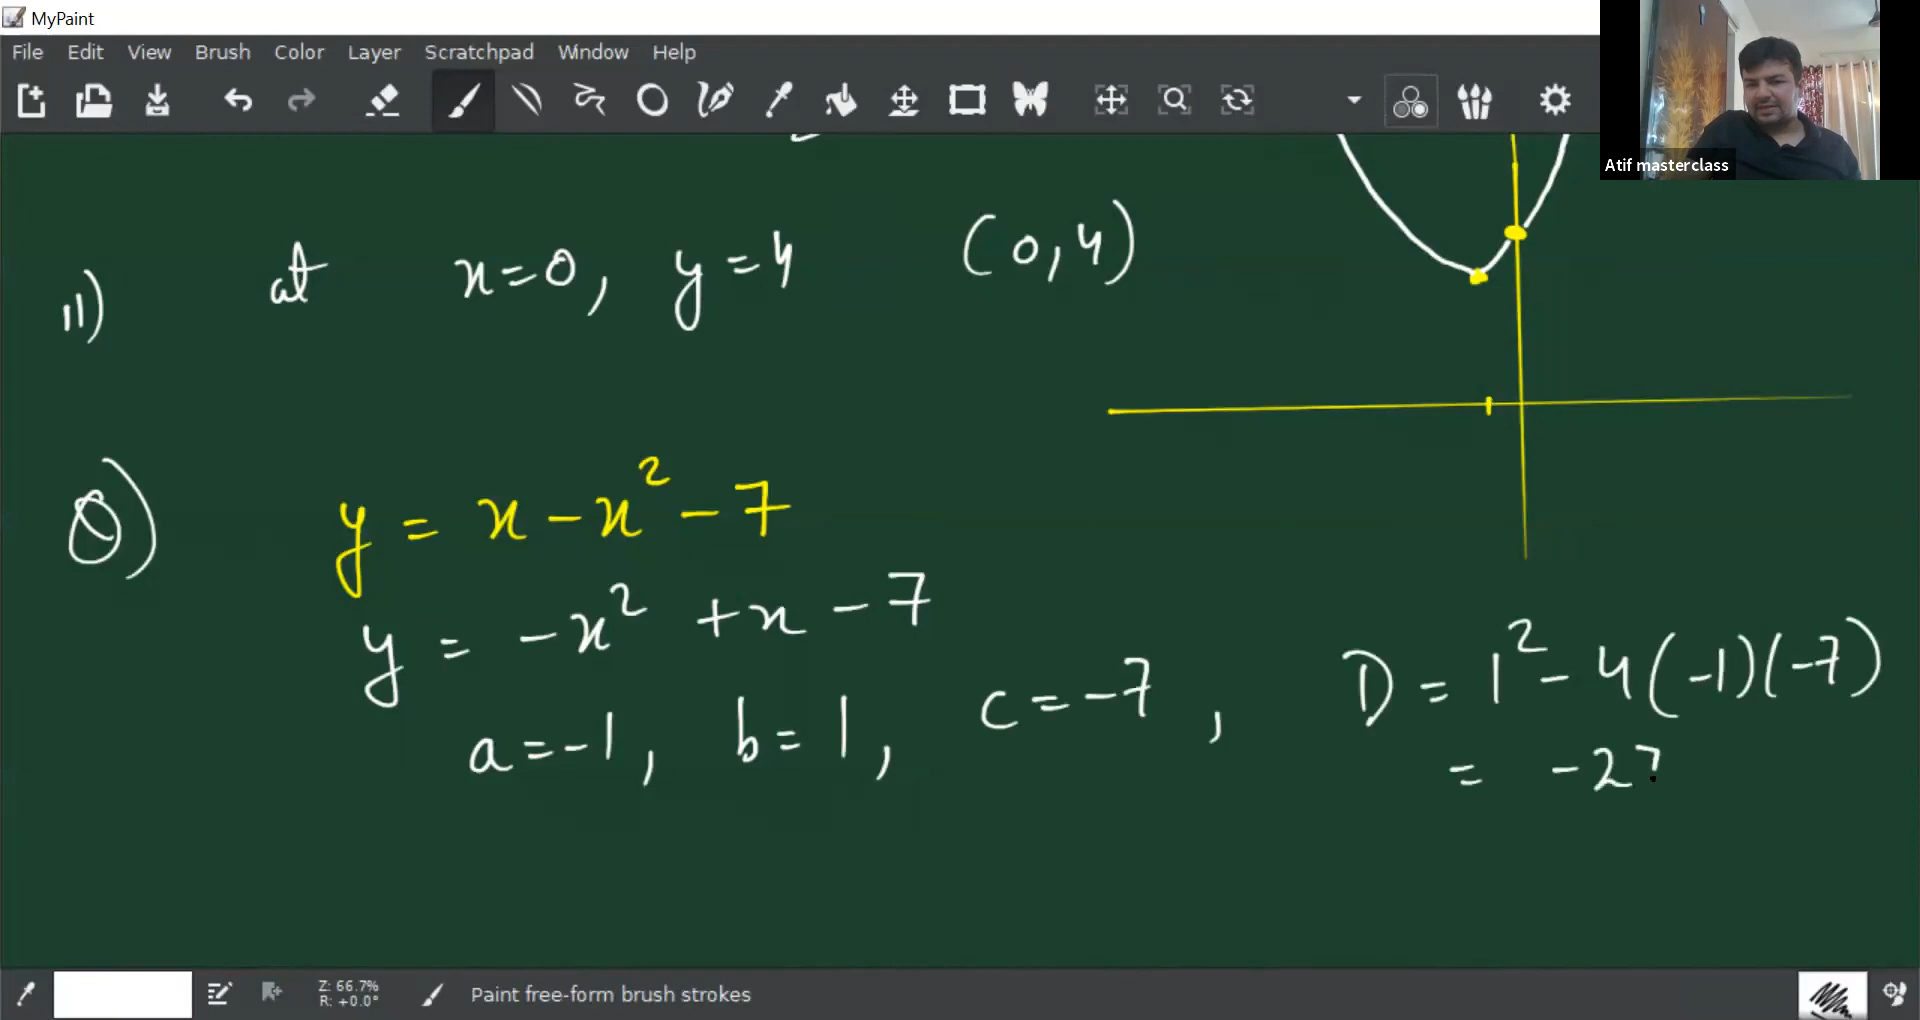 MyPaint
File Edit View Brush Color Layer Scratchpad Window Help
Atif masterclass
11) at x=0, y=4 (0,4)
Q) y = x - x² - 7
y = -x² + x - 7
a = -1, b = 1, c = -7, D = 1² - 4(-1)(-7)
= -27
Z: 66.7%
R: +0.0°
Paint free-form brush strokes